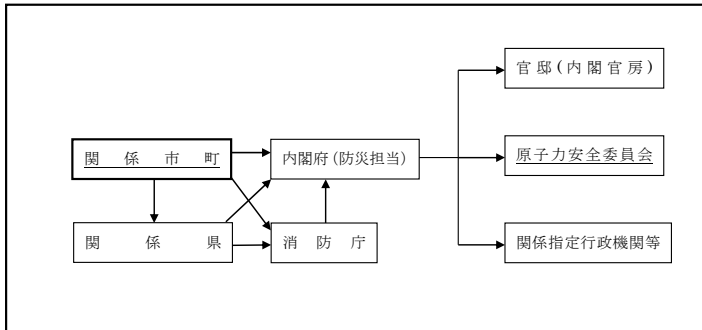 官邸(内閣官房)
関係市町
内閣府(防災担当)
原子力安全委員会
関係県
消防庁
関係指定行政機関等